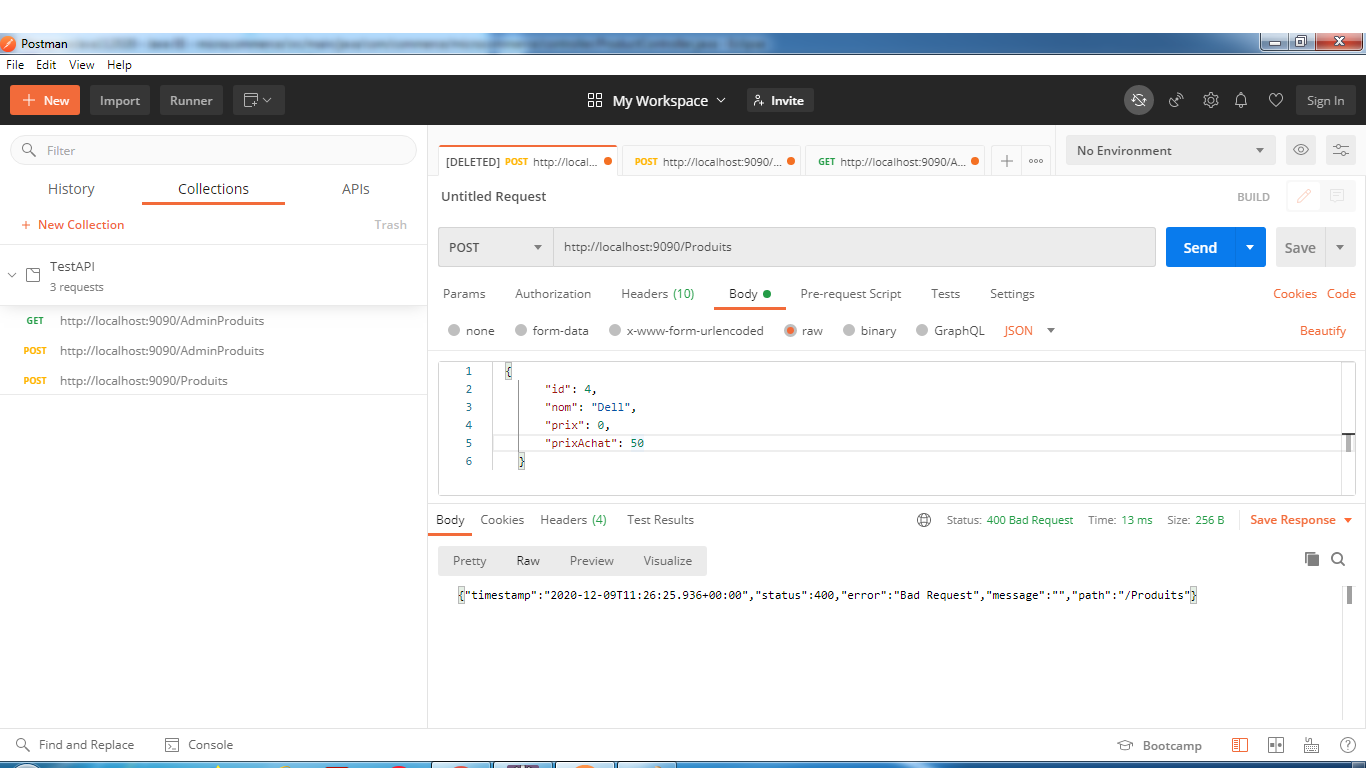 Postman
File Edit View Help
New Import Runner My Workspace Invite Sign In
Filter
History Collections APIs
+ New Collection Trash
TestAPI
3 requests
GET http://localhost:9090/AdminProduits
POST http://localhost:9090/AdminProduits
POST http://localhost:9090/Produits
[DELETED] POST http://local... POST http://localhost:9090/... GET http://localhost:9090/A... No Environment
Untitled Request BUILD
POST http://localhost:9090/Produits Send Save
Params Authorization Headers (10) Body Pre-request Script Tests Settings Cookies Code
none form-data x-www-form-urlencoded raw binary GraphQL JSON Beautify
1 {
2 "id": 4,
3 "nom": "Dell",
4 "prix": 0,
5 "prixAchat": 50
6 }
Body Cookies Headers (4) Test Results Status: 400 Bad Request Time: 13 ms Size: 256 B Save Response
Pretty Raw Preview Visualize
{"timestamp":"2020-12-09T11:26:25.936+00:00","status":400,"error":"Bad Request","message":"","path":"/Produits"}
Find and Replace Console Bootcamp